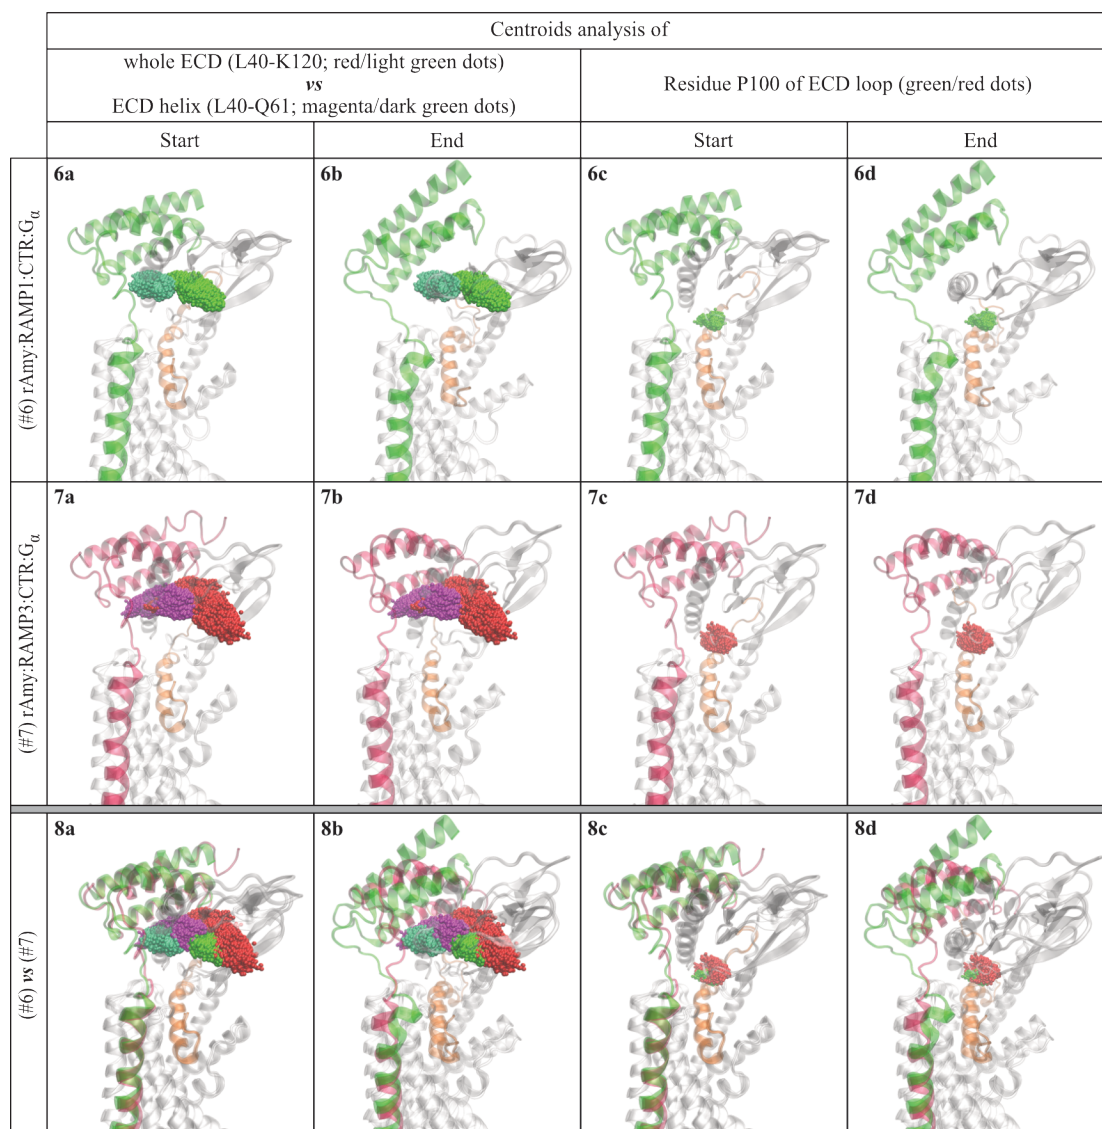 Centroids analysis of
whole ECD (L40-K120; red/light green dots)
vs
ECD helix (L40-Q61; magenta/dark green dots)
Residue P100 of ECD loop (green/red dots)
Start
End
Start
End
(#6) rAmy:RAMP1:CTR:Gα
6a
6b
6c
6d
(#7) rAmy:RAMP3:CTR:Gα
7a
7b
7c
7d
(#6) vs (#7)
8a
8b
8c
8d